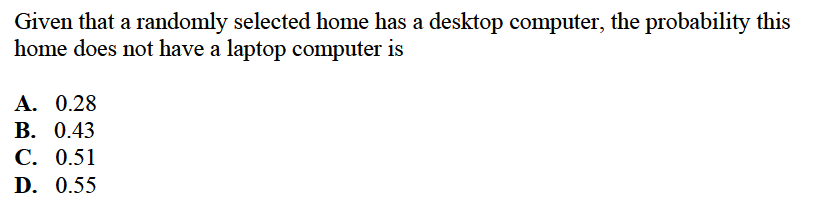 Given that a randomly selected home has a desktop computer, the probability this
home does not have a laptop computer is
A. 0.28
B. 0.43
C. 0.51
D. 0.55